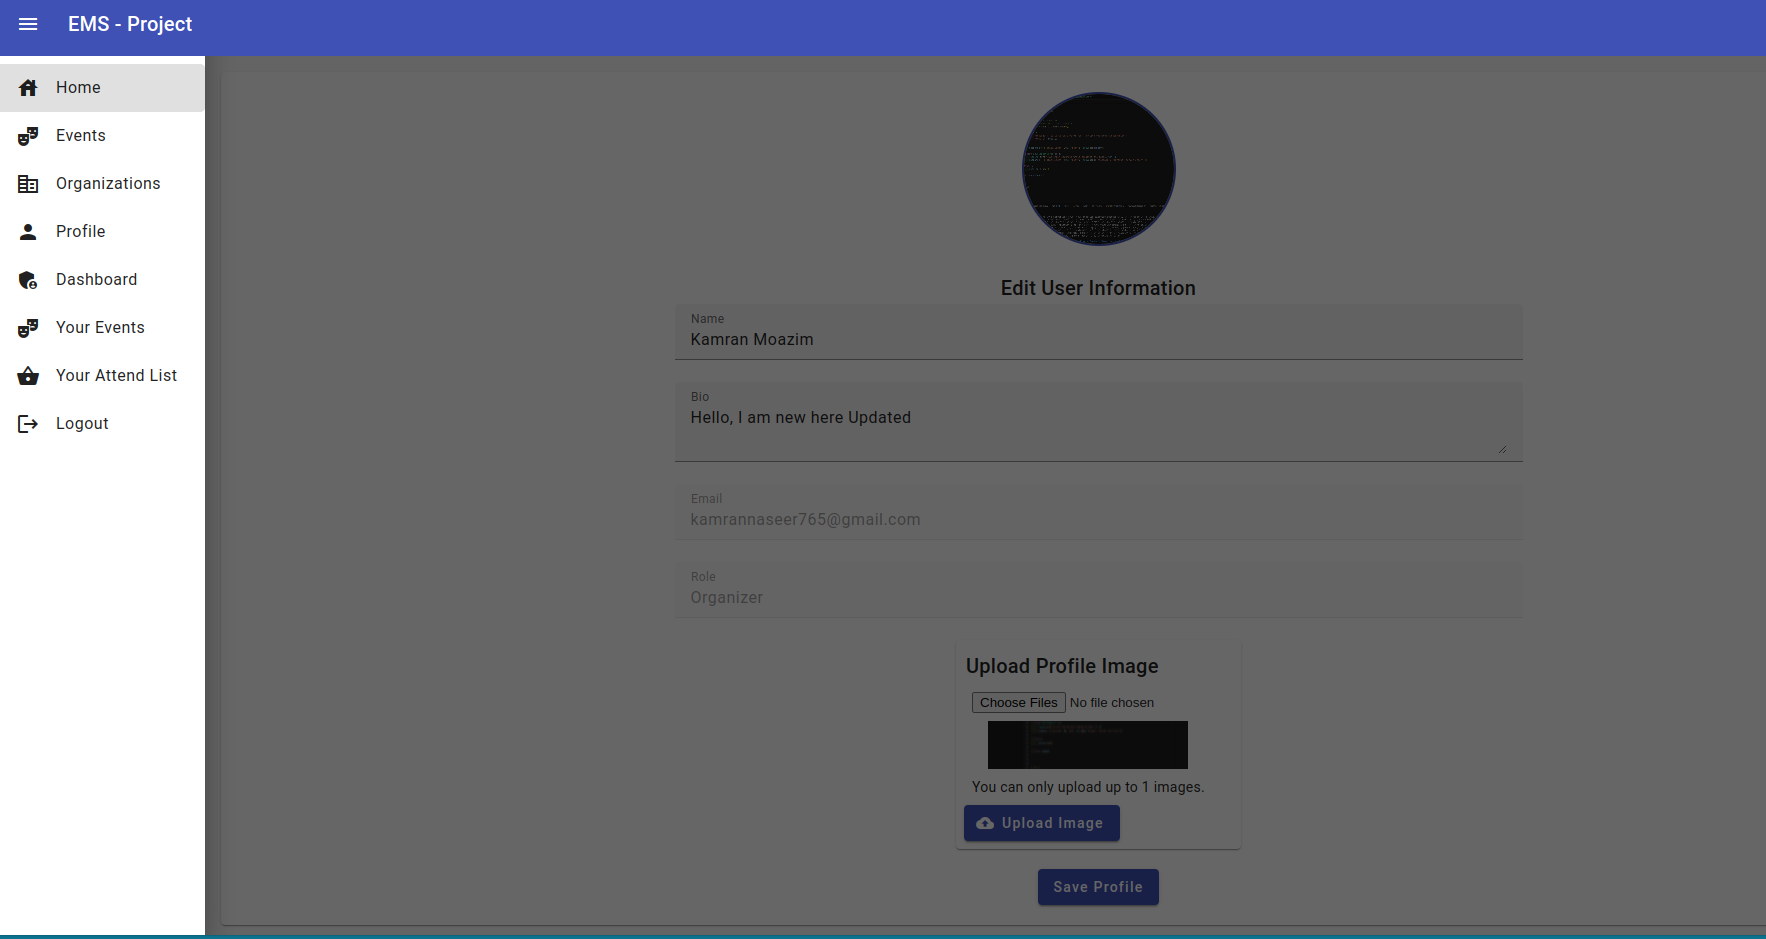 EMS - Project
Home
Events
Organizations
Profile
Dashboard
Your Events
Your Attend List
Logout
Edit User Information
Name
Kamran Moazim
Bio
Hello, I am new here Updated
Email
kamrannaseer765@gmail.com
Role
Organizer
Upload Profile Image
Choose Files No file chosen
You can only upload up to 1 images.
Upload Image
Save Profile